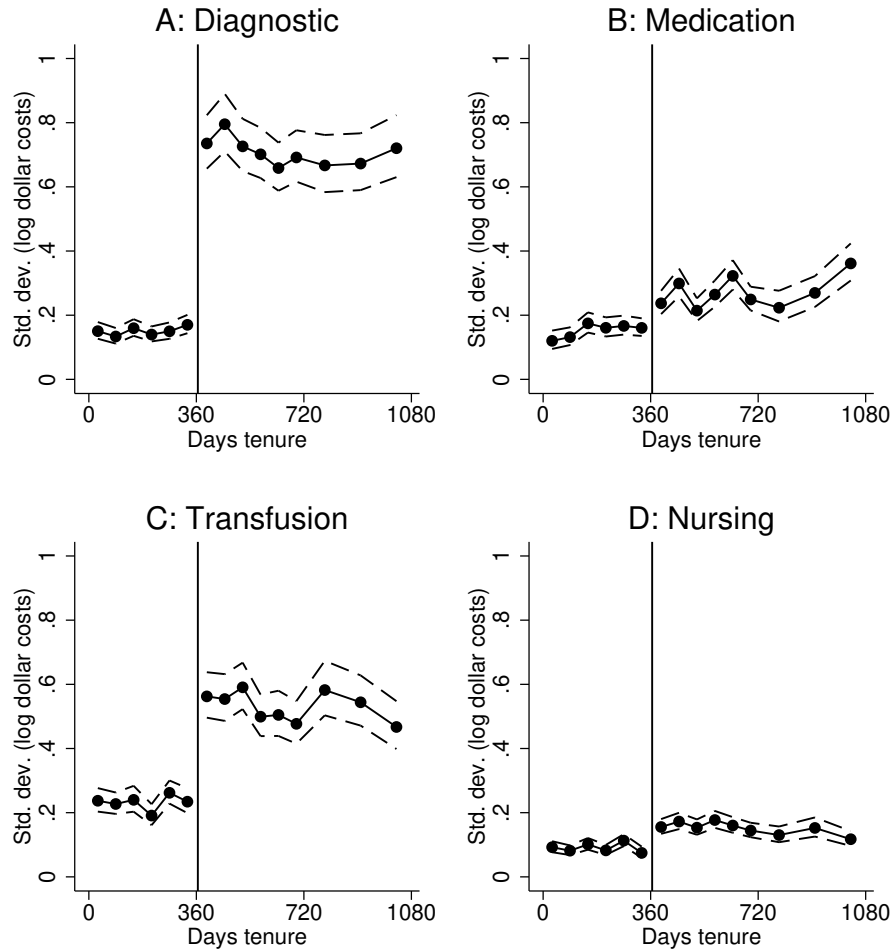 A: Diagnostic
Std. dev. (log dollar costs)
1
.8
.6
.4
.2
0
0 360 720 1080
Days tenure
B: Medication
Std. dev. (log dollar costs)
1
.8
.6
.4
.2
0
0 360 720 1080
Days tenure
C: Transfusion
Std. dev. (log dollar costs)
1
.8
.6
.4
.2
0
0 360 720 1080
Days tenure
D: Nursing
Std. dev. (log dollar costs)
1
.8
.6
.4
.2
0
0 360 720 1080
Days tenure